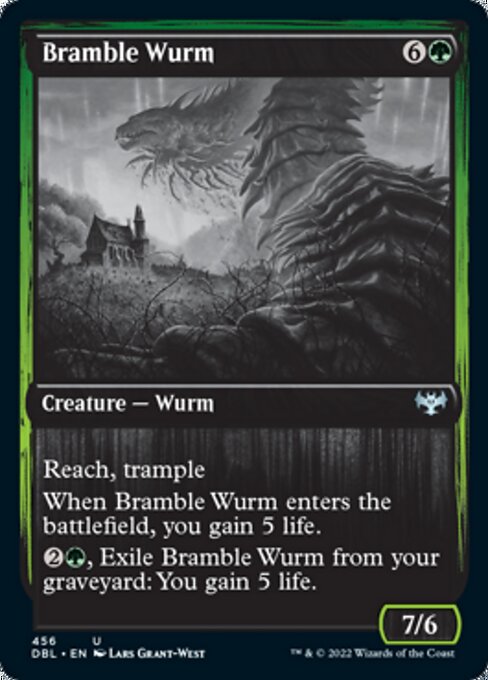 Bramble Wurm 6
Creature — Wurm
Reach, trample
When Bramble Wurm enters the
battlefield, you gain 5 life.
2, Exile Bramble Wurm from your
graveyard: You gain 5 life.
7/6
456 U
DBL • EN Lars Grant-West
™ & © 2022 Wizards of the Coast